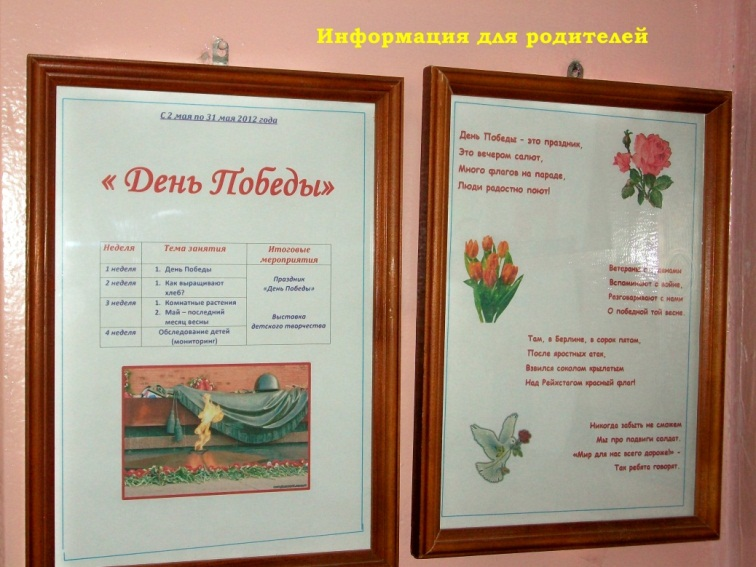 Информация для родителей
С 2 мая по 31 мая 2012 года
« День Победы»
Неделя Тема занятия Итоговые мероприятия
1 неделя 1. День Победы
Праздник «День Победы»
2 неделя 1. Как выращивают хлеб?
3 неделя 1. Комнатные растения
2. Май – последний месяц весны
Выставка детского творчества
4 неделя Обследование детей (мониторинг)
День Победы - это праздник,
Это вечером салют,
Много флагов на параде,
Люди радостно поют!
Ветераны
Вспоминают о войне,
Разговаривают с нами
О победной той весне.
Там, в Берлине, в сорок пятом,
После яростных атак,
Взвился соколом крылатым
Над Рейхстагом красный флаг!
Никогда забыть не сможем
Мы про подвиги солдат.
«Мир для нас всего дороже!» -
Так ребята говорят.